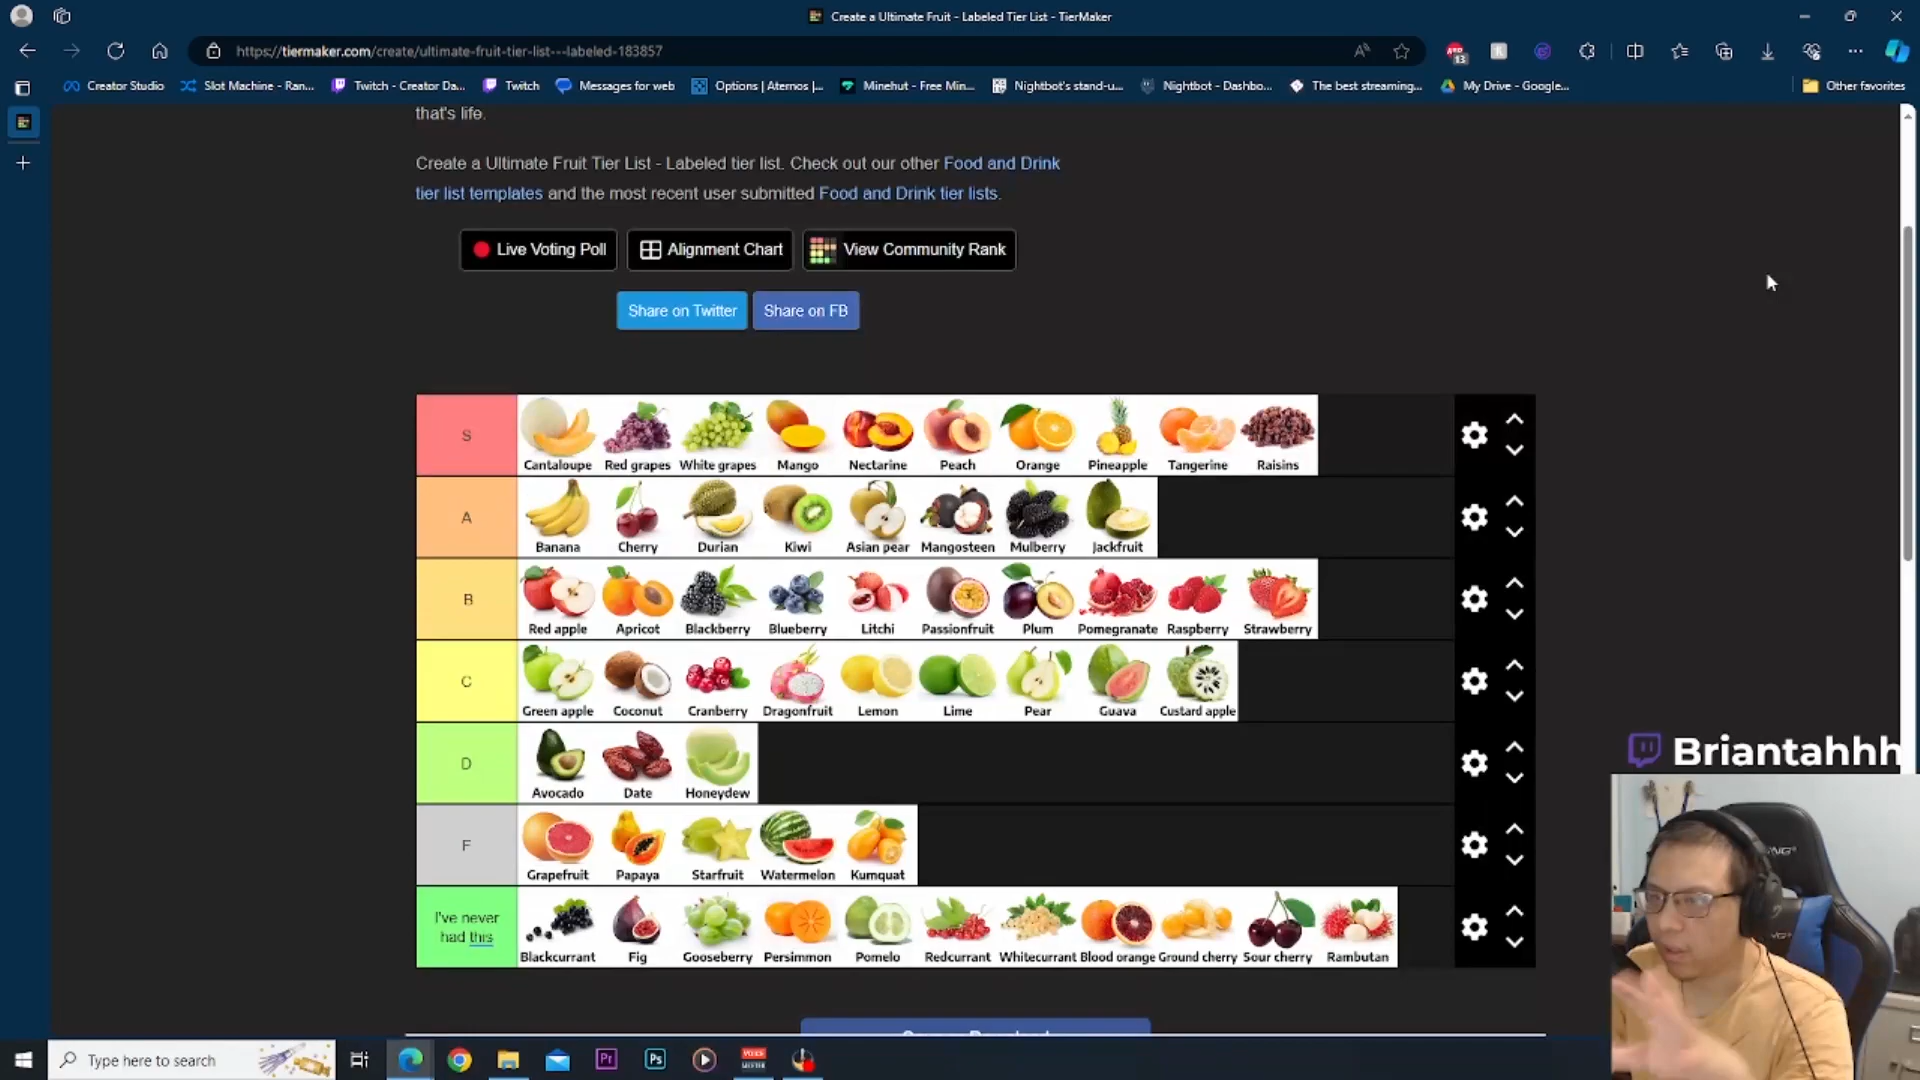 Create a Ultimate Fruit - Labeled Tier List - TierMaker
https://tiermaker.com/create/ultimate-fruit-tier-list---labeled-183857
Creator Studio
Slot Machine - Ran...
Twitch - Creator Da...
Twitch
Messages for web
Options | Aternos |...
Minehut - Free Min...
Nightbot's stand-u...
Nightbot - Dashbo...
The best streaming...
My Drive - Google...
Other favorites
that's life.
Create a Ultimate Fruit Tier List - Labeled tier list. Check out our other Food and Drink
tier list templates and the most recent user submitted Food and Drink tier lists.
Live Voting Poll
Alignment Chart
View Community Rank
Share on Twitter
Share on FB
S
Cantaloupe Red grapes White grapes Mango Nectarine Peach Orange Pineapple Tangerine Raisins
A
Banana Cherry Durian Kiwi Asian pear Mangosteen Mulberry Jackfruit
B
Red apple Apricot Blackberry Blueberry Litchi Passionfruit Plum Pomegranate Raspberry Strawberry
C
Green apple Coconut Cranberry Dragonfruit Lemon Lime Pear Guava Custard apple
D
Avocado Date Honeydew
F
Grapefruit Papaya Starfruit Watermelon Kumquat
I've never
had this
Blackcurrant Fig Gooseberry Persimmon Pomelo Redcurrant Whitecurrant Blood orange Ground cherry Sour cherry Rambutan
Briantahhh
Type here to search
Pr
Ps